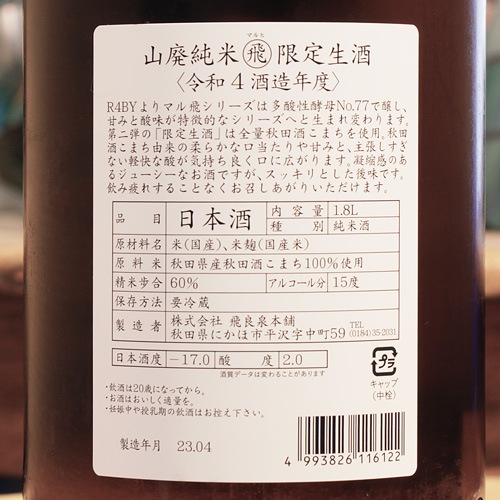 マルヒ
山廃純米㊙飛限定生酒
〈令和4酒造年度〉
R4BYよりマル飛シリーズは多酸性酵母No.77で醸し、
甘みと酸味が特徴的なシリーズへと生まれ変わります。
第二弾の「限定生酒」は全量秋田酒こまちを使用。秋田
酒こまち由来の柔らかな口当たりや甘みと、主張しすぎ
ない軽快な酸が気持ち良く口に広がります。凝縮感のあ
るジューシーなお酒ですが、スッキリとした後味です。
飲み疲れすることなくお召しあがりいただけます。
品目 日本酒 内容量 1.8L
種別 純米酒
原材料名 米(国産)、米麹(国産米)
原料米 秋田県産秋田酒こまち100%使用
精米歩合 60% アルコール分 15度
保存方法 要冷蔵
製造者 株式会社 飛良泉本舗
秋田県にかほ市平沢字中町59 TEL (0184)35-2031
日本酒度 −17.0 酸度 2.0
酒質データは変わることがあります
・飲酒は20歳になってから。
・お酒はおいしく適量を。
・妊娠中や授乳期の飲酒はお控え下さい。
プラ
キャップ
(中栓)
製造年月 23.04
4 993826 116122